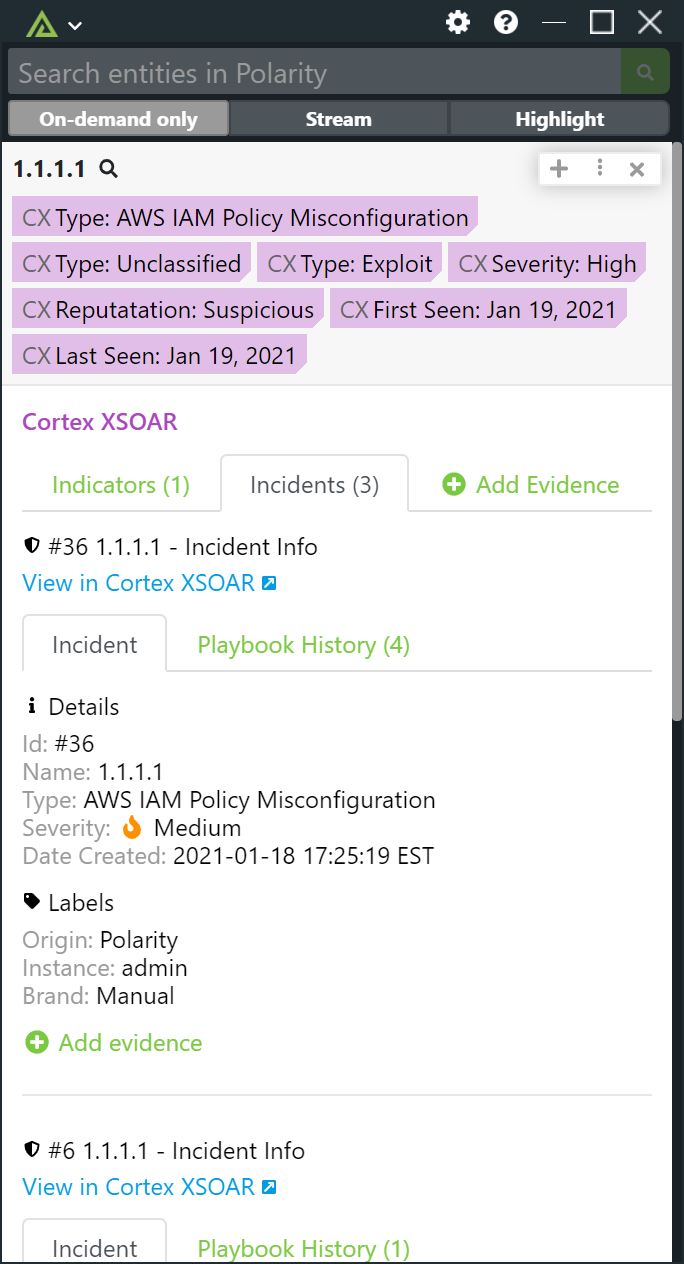 Search entities in Polarity
On-demand only Stream Highlight
1.1.1.1
CX Type: AWS IAM Policy Misconfiguration
CX Type: Unclassified CX Type: Exploit CX Severity: High
CX Reputatation: Suspicious CX First Seen: Jan 19, 2021
CX Last Seen: Jan 19, 2021
Cortex XSOAR
Indicators (1) Incidents (3) Add Evidence
#36 1.1.1.1 - Incident Info
View in Cortex XSOAR
Incident Playbook History (4)
Details
Id: #36
Name: 1.1.1.1
Type: AWS IAM Policy Misconfiguration
Severity: Medium
Date Created: 2021-01-18 17:25:19 EST
Labels
Origin: Polarity
Instance: admin
Brand: Manual
Add evidence
#6 1.1.1.1 - Incident Info
View in Cortex XSOAR
Incident Playbook History (1)